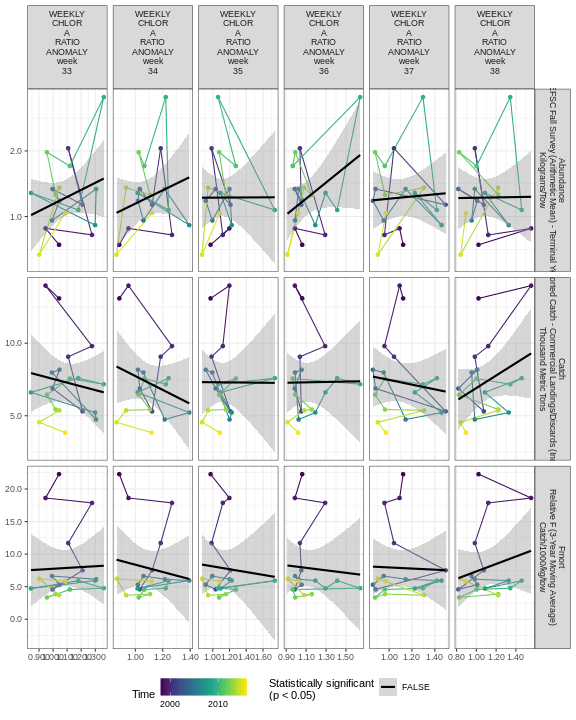 WEEKLY
CHLOR
A
RATIO
ANOMALY
week
33
WEEKLY
CHLOR
A
RATIO
ANOMALY
week
34
WEEKLY
CHLOR
A
RATIO
ANOMALY
week
35
WEEKLY
CHLOR
A
RATIO
ANOMALY
week
36
WEEKLY
CHLOR
A
RATIO
ANOMALY
week
37
WEEKLY
CHLOR
A
RATIO
ANOMALY
week
38
2.0
1.0
Abundance
Fall Survey (Arithmetic Mean) - Terminal
Kilograms/tow
10.0
5.0
Catch
Catch - Commercial Landings/Discards
Thousand Metric Tons
20.0
15.0
10.0
5.0
0.0
Fmort
Relative F (3-Year Moving Average)
Catch/1000/kg/tow
1.00 1.20 1.40
1.00 1.20 1.40 1.60
0.90 1.10 1.30 1.50
1.00 1.20 1.40
0.80 1.00 1.20 1.40
Time
2000 2010
Statistically significant
(p < 0.05)
FALSE